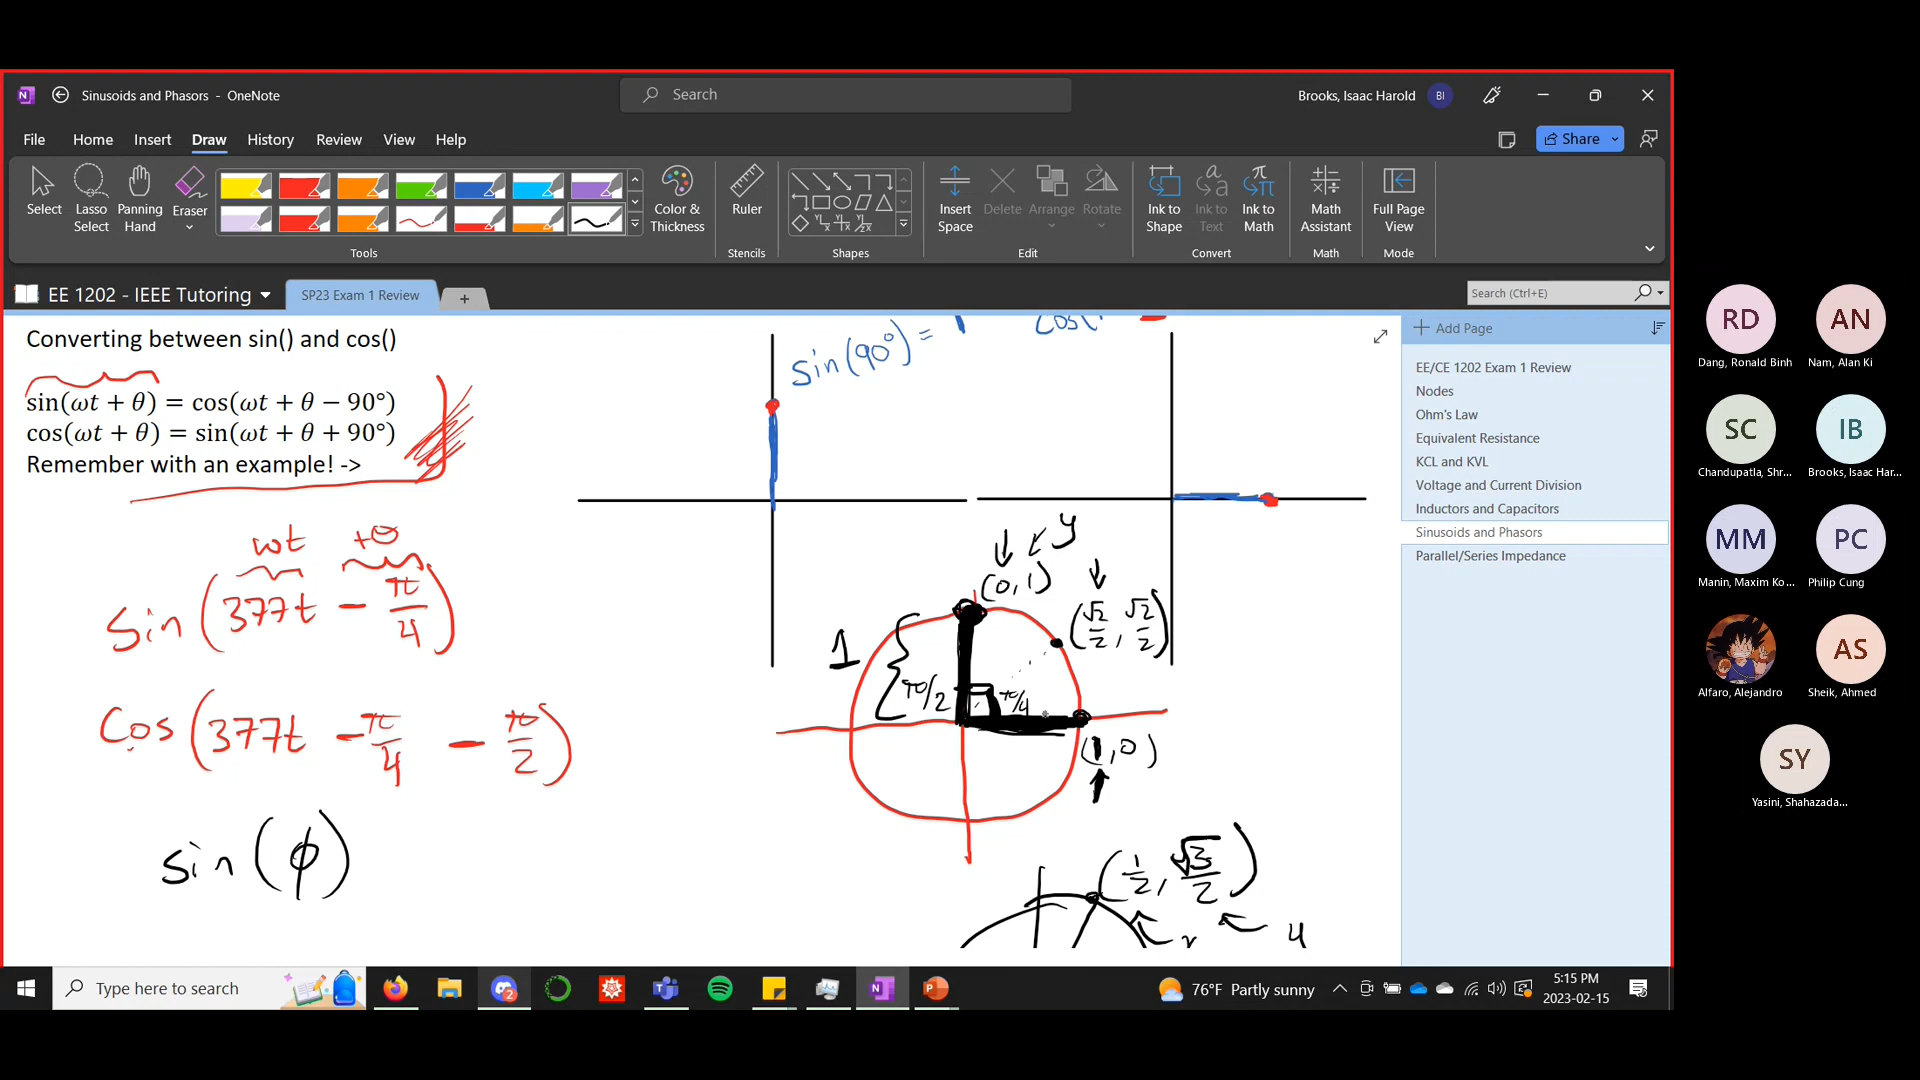 Sinusoids and Phasors - OneNote
Search
Brooks, Isaac Harold
BI
File Home Insert Draw History Review View Help
Share
Select
Lasso Select
Panning Hand
Eraser
Color & Thickness
Ruler
Insert Space
Delete
Arrange
Rotate
Ink to Shape
Ink to Text
Ink to Math
Math Assistant
Full Page View
Tools
Stencils
Shapes
Edit
Convert
Math
Mode
EE 1202 - IEEE Tutoring
SP23 Exam 1 Review
+
Search (Ctrl+E)
Converting between sin() and cos()
sin(ωt + θ) = cos(ωt + θ − 90°)
cos(ωt + θ) = sin(ωt + θ + 90°)
Remember with an example! ->
ωt +θ
sin(377t − π/4)
cos(377t − π/4 − π/2)
sin(ϕ)
sin(90°) =
cos(
y
(0,1)
(√2/2, √2/2)
1
π/2
π/4
(1,0)
(1/2, √3/2)
x
y
Add Page
EE/CE 1202 Exam 1 Review
Nodes
Ohm's Law
Equivalent Resistance
KCL and KVL
Voltage and Current Division
Inductors and Capacitors
Sinusoids and Phasors
Parallel/Series Impedance
RD
Dang, Ronald Binh
AN
Nam, Alan Ki
SC
Chandupatla, Shr...
IB
Brooks, Isaac Har...
MM
Manin, Maxim Ko...
PC
Philip Cung
Alfaro, Alejandro
AS
Sheik, Ahmed
SY
Yasini, Shahazada...
Type here to search
76°F Partly sunny
5:15 PM
2023-02-15